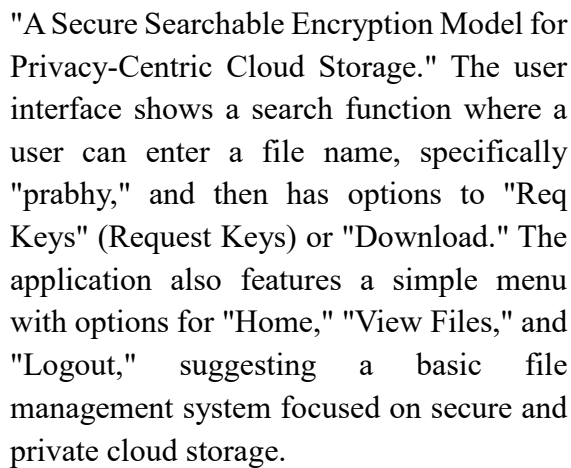 "A Secure Searchable Encryption Model for
Privacy-Centric Cloud Storage." The user
interface shows a search function where a
user can enter a file name, specifically
"prabhy," and then has options to "Req
Keys" (Request Keys) or "Download." The
application also features a simple menu
with options for "Home," "View Files," and
"Logout," suggesting a basic file
management system focused on secure and
private cloud storage.